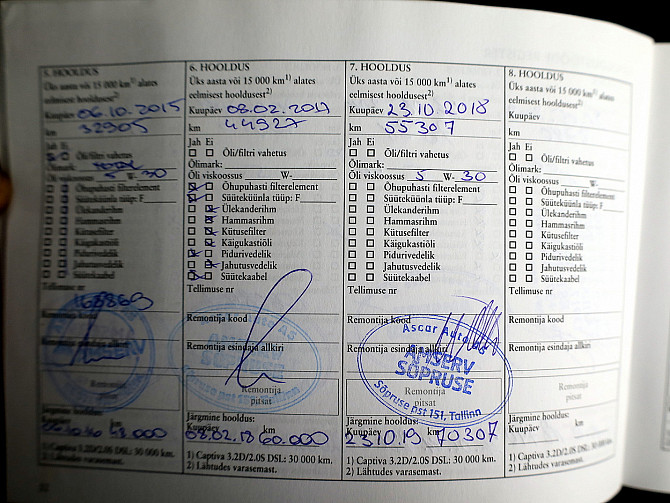 5. HOOLDUS
Üks aasta või 15 000 km1) alates
eelmisest hooldusest2)
Kuupäev 06.10.2015
km 32905
Jah Ei
Õli/filtri vahetus
Õlimark:
Õli viskoossus 5 W- 30
Õhupuhasti filterelement
Süüteküünla tüüp: F
Ülekanderihm
Hammasrihm
Kütusefilter
Käigukastiõli
Pidurivedelik
Jahutusvedelik
Süütekaabel
Tellimuse nr
168863
Remontija kood
Remontija esindaja allkiri
Remontija
pitsat
Järgmine hooldus:
Kuupäev km
48.000
1) Captiva 3.2D/2.0S DSL: 30 000 km.
2) Lähtudes varasemast.
6. HOOLDUS
Üks aasta või 15 000 km1) alates
eelmisest hooldusest2)
Kuupäev 08.02.2017
km 44927
Jah Ei
Õli/filtri vahetus
Õlimark:
Õli viskoossus W-
Õhupuhasti filterelement
Süüteküünla tüüp: F
Ülekanderihm
Hammasrihm
Kütusefilter
Käigukastiõli
Pidurivedelik
Jahutusvedelik
Süütekaabel
Tellimuse nr
Remontija kood
Remontija esindaja allkiri
Remontija
pitsat
Järgmine hooldus:
Kuupäev km
08.02.18 60.000
1) Captiva 3.2D/2.0S DSL: 30 000 km.
2) Lähtudes varasemast.
7. HOOLDUS
Üks aasta või 15 000 km1) alates
eelmisest hooldusest2)
Kuupäev 23.10.2018
km 55307
Jah Ei
Õli/filtri vahetus
Õlimark:
Õli viskoossus 5 W- 30
Õhupuhasti filterelement
Süüteküünla tüüp: F
Ülekanderihm
Hammasrihm
Kütusefilter
Käigukastiõli
Pidurivedelik
Jahutusvedelik
Süütekaabel
Tellimuse nr
Remontija kood
Ascar Auto AS
Remontija esindaja allkiri
AMSERV
SÕPRUSE
Sõpruse pst 151, Tallinn
Remontija
pitsat
Järgmine hooldus:
Kuupäev km
23.10.19 70307
1) Captiva 3.2D/2.0S DSL: 30 000 km.
2) Lähtudes varasemast.
8. HOOLDUS
Üks aasta või 15 000 km1) alates
eelmisest hooldusest2)
Kuupäev
km
Jah Ei
Õli/filtri vahetus
Õlimark:
Õli viskoossus W-
Õhupuhasti filterelement
Süüteküünla tüüp: F
Ülekanderihm
Hammasrihm
Kütusefilter
Käigukastiõli
Pidurivedelik
Jahutusvedelik
Süütekaabel
Tellimuse nr
Remontija kood
Remontija esindaja allkiri
Remontija
pitsat
Järgmine hooldus:
Kuupäev km
1) Captiva 3.2D/2.0S DSL: 30 000 km.
2) Lähtudes varasemast.